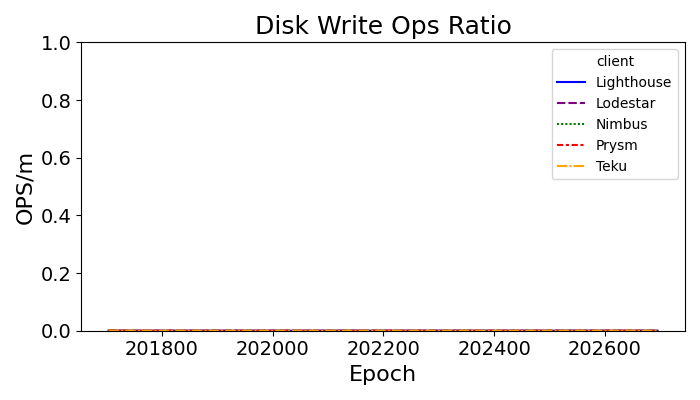 Disk Write Ops Ratio
1.0
0.8
0.6
0.4
0.2
0.0
OPS/m
client
Lighthouse
Lodestar
Nimbus
Prysm
Teku
201800 202000 202200 202400 202600
Epoch